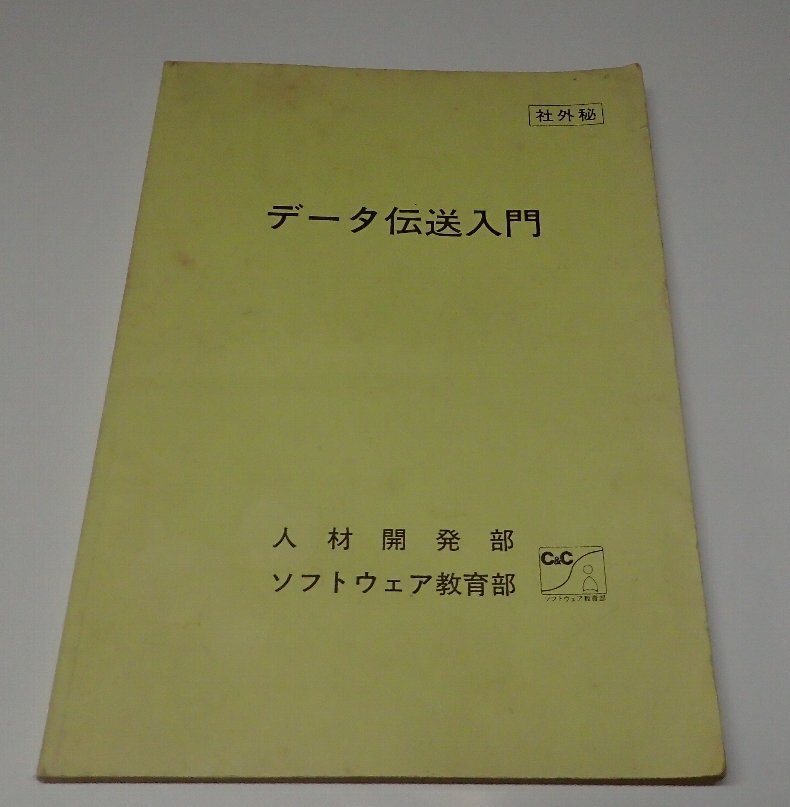 社外秘
データ伝送入門
人材開発部
ソフトウェア教育部
C&C
ソフトウェア教育部